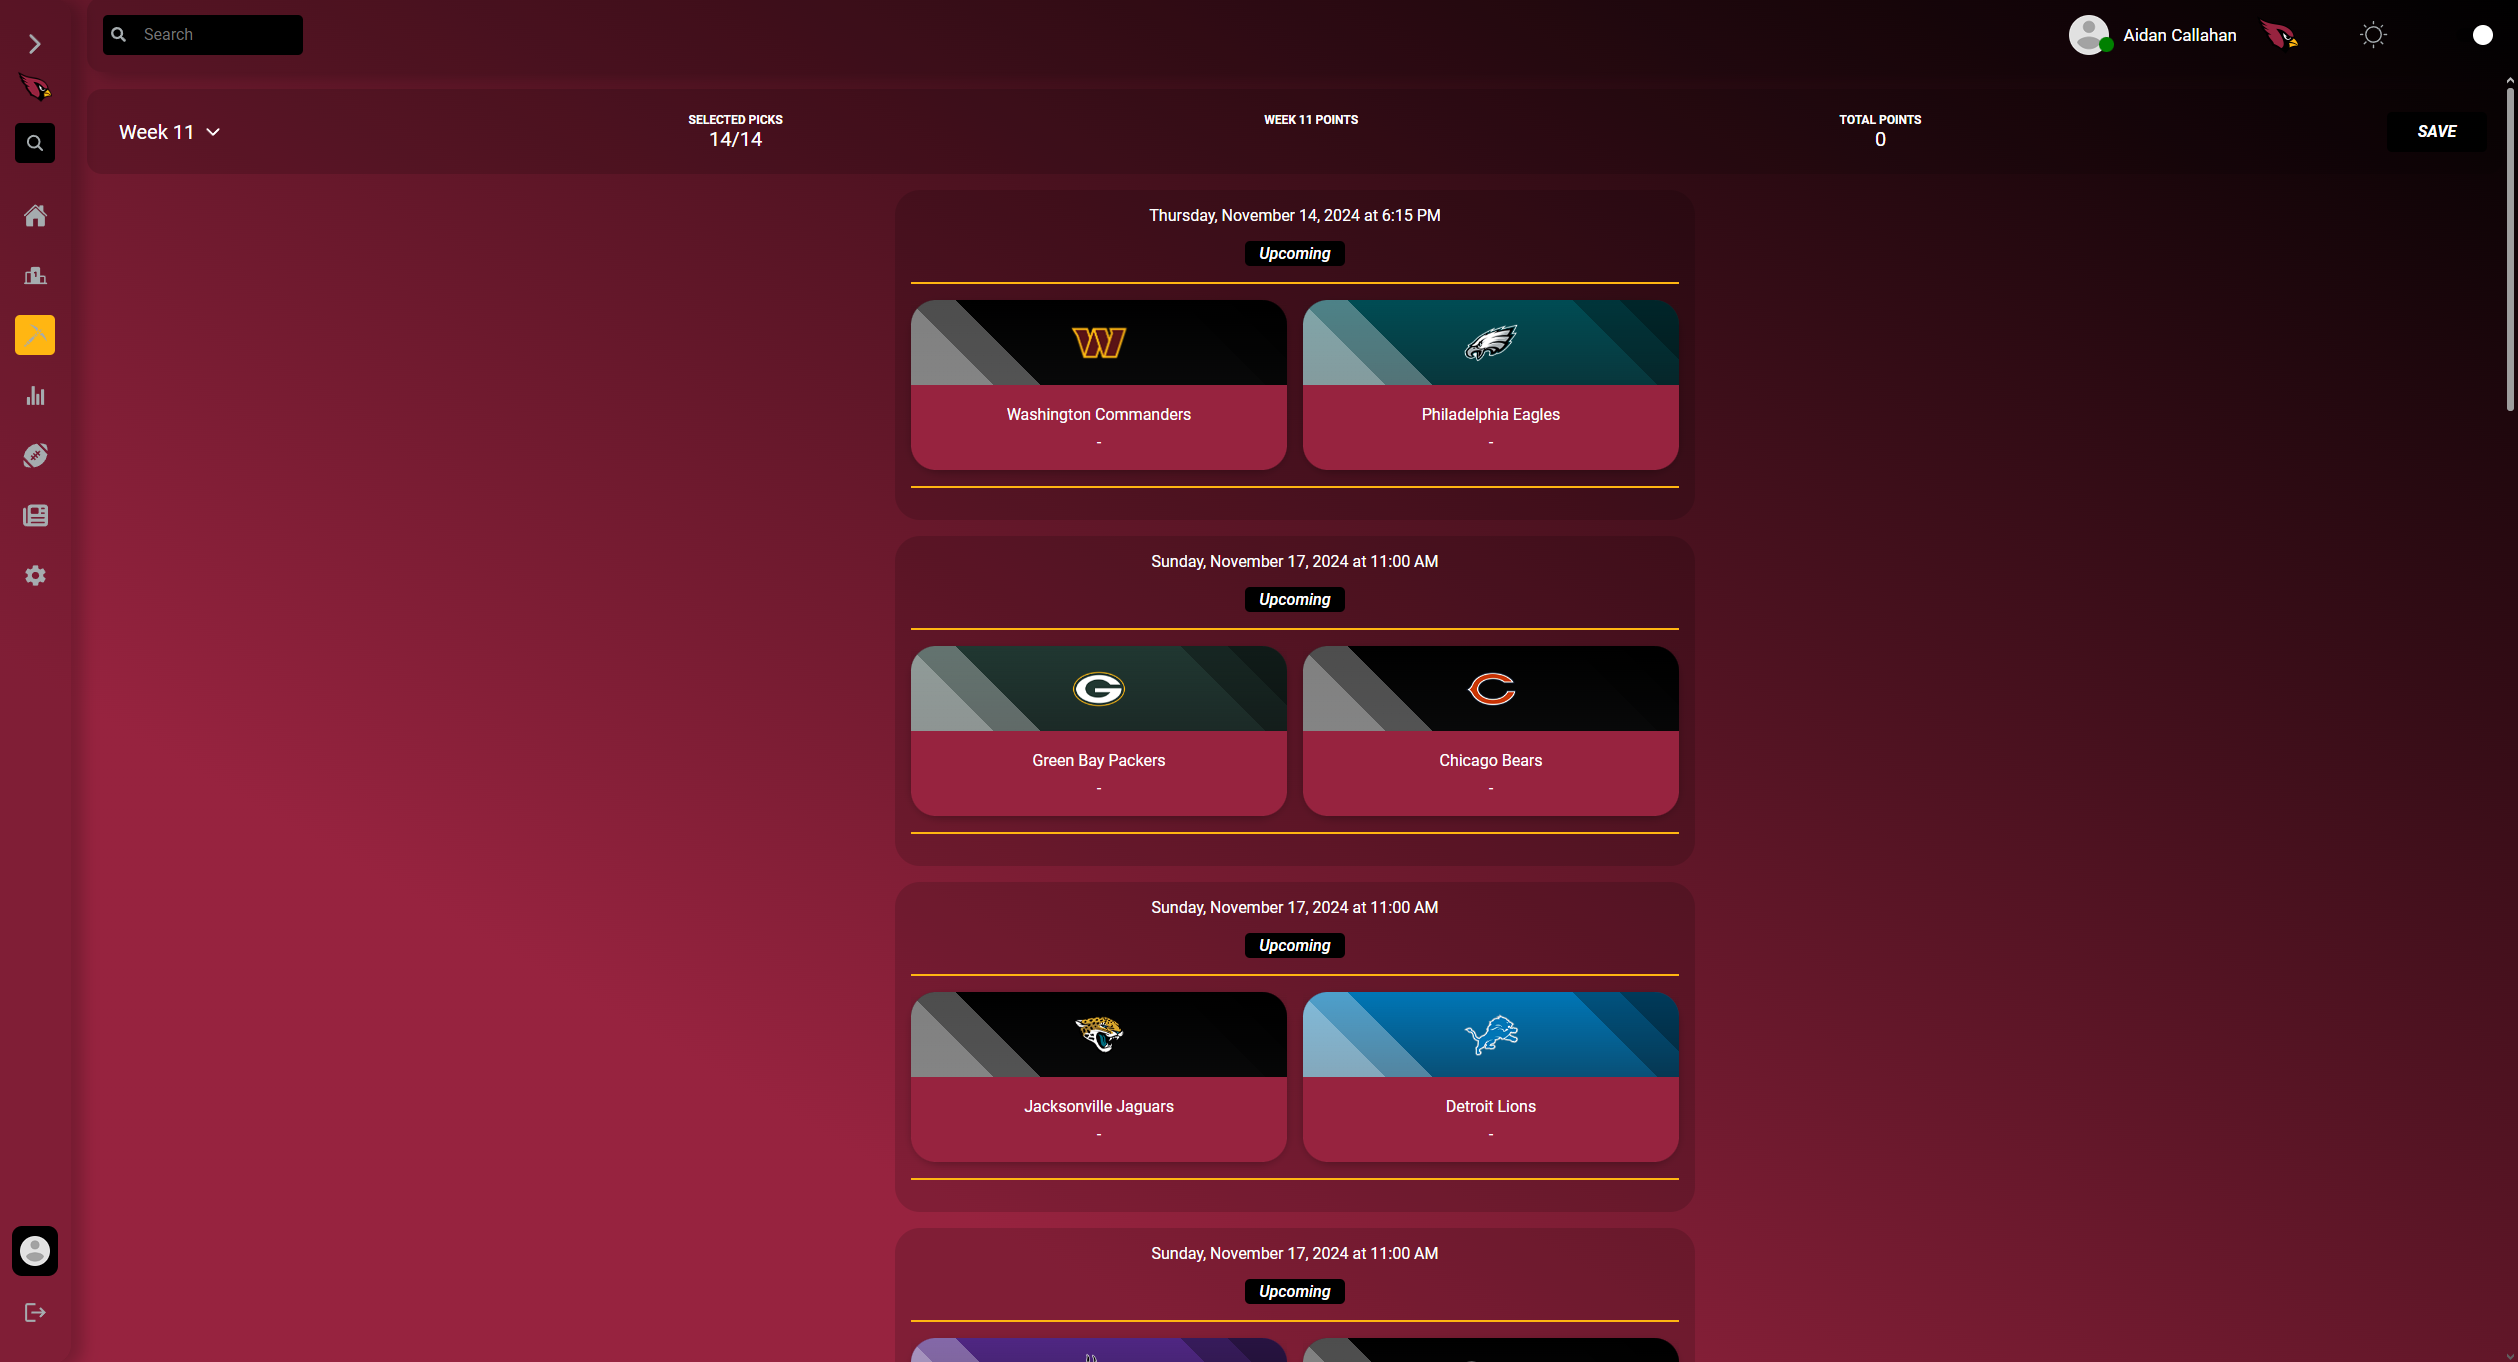 Search
Aidan Callahan
Week 11
SELECTED PICKS
14/14
WEEK 11 POINTS
TOTAL POINTS
0
SAVE
Thursday, November 14, 2024 at 6:15 PM
Upcoming
Washington Commanders
-
Philadelphia Eagles
-
Sunday, November 17, 2024 at 11:00 AM
Upcoming
Green Bay Packers
-
Chicago Bears
-
Sunday, November 17, 2024 at 11:00 AM
Upcoming
Jacksonville Jaguars
-
Detroit Lions
-
Sunday, November 17, 2024 at 11:00 AM
Upcoming